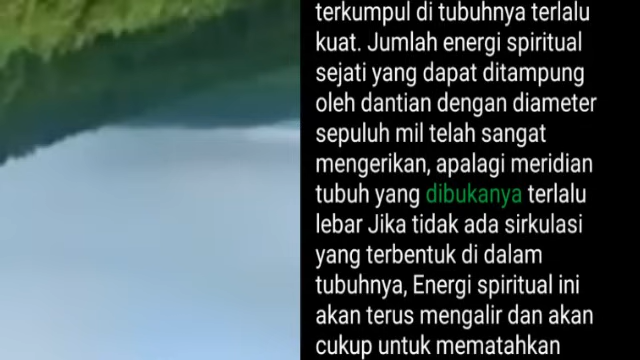 terkumpul di tubuhnya terlalu
kuat. Jumlah energi spiritual
sejati yang dapat ditampung
oleh dantian dengan diameter
sepuluh mil telah sangat
mengerikan, apalagi meridian
tubuh yang dibukanya terlalu
lebar Jika tidak ada sirkulasi
yang terbentuk di dalam
tubuhnya, Energi spiritual ini
akan terus mengalir dan akan
cukup untuk mematahkan